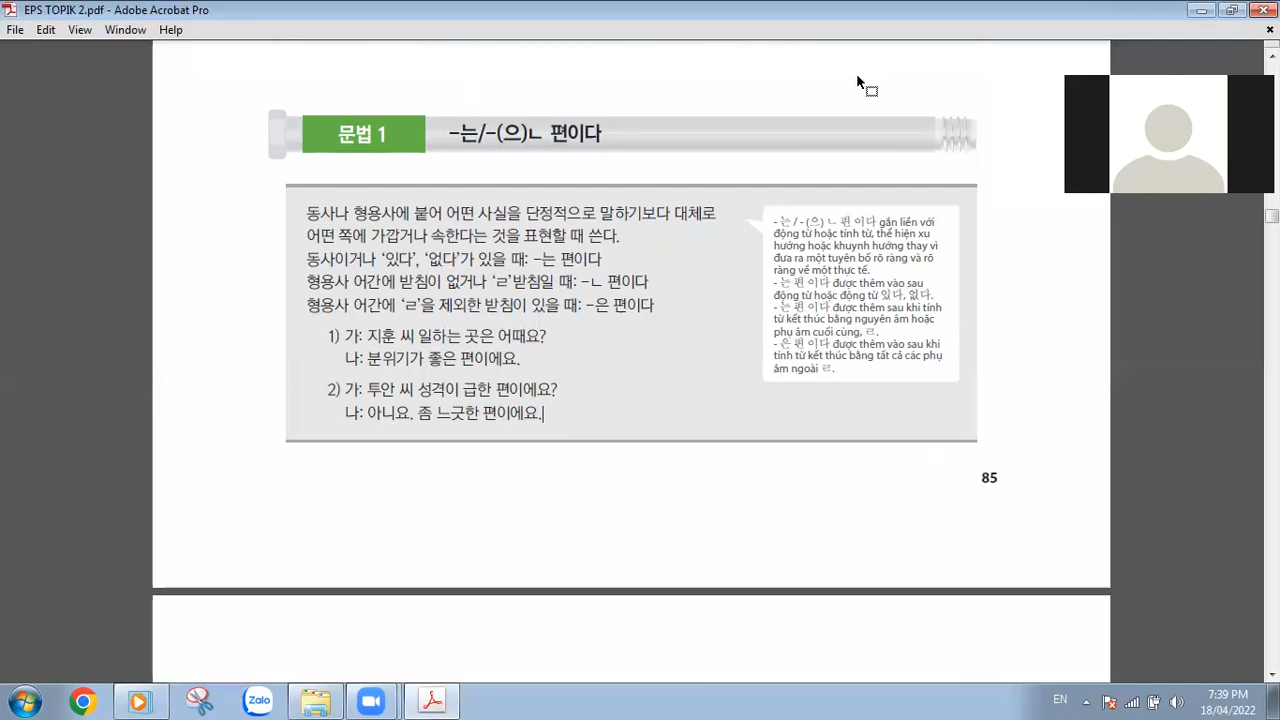 EPS TOPIK 2.pdf - Adobe Acrobat Pro
File Edit View Window Help
문법 1 -는/-(으)ㄴ 편이다
동사나 형용사에 붙어 어떤 사실을 단정적으로 말하기보다 대체로
어떤 쪽에 가깝거나 속한다는 것을 표현할 때 쓴다.
동사이거나 ‘있다’, ‘없다’가 있을 때: -는 편이다
형용사 어간에 받침이 없거나 ‘ㄹ’받침일 때: -ㄴ 편이다
형용사 어간에 ‘ㄹ’을 제외한 받침이 있을 때: -은 편이다
1) 가: 지훈 씨 일하는 곳은 어때요?
나: 분위기가 좋은 편이에요.
2) 가: 투안 씨 성격이 급한 편이에요?
나: 아니요. 좀 느긋한 편이에요.
- 는 / - (으) ㄴ 편 이 다 gắn liền với
động từ hoặc tính từ, thể hiện xu
hướng hoặc khuynh hướng thay vì
đưa ra một tuyên bố rõ ràng và rõ
ràng về một thực tế.
- 는 편 이 다 được thêm vào sau
động từ hoặc động từ 있다, 없다.
- 는 편 이 다 được thêm sau khi tính
từ kết thúc bằng nguyên âm hoặc
phụ âm cuối cùng, ㄹ.
- 은 편 이 다 được thêm vào sau khi
tính từ kết thúc bằng tất cả các phụ
âm ngoài ㄹ.
85
Zalo
EN
7:39 PM
18/04/2022